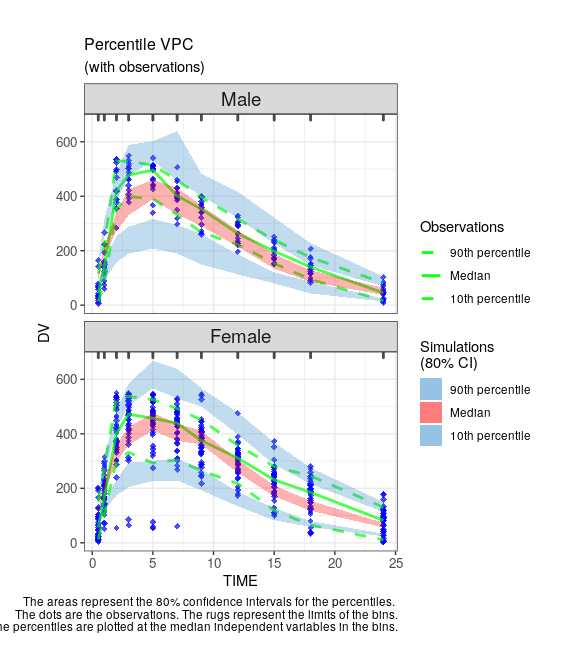 Percentile VPC
(with observations)
Male
600
400
200
0
Female
600
400
200
0
DV
0 5 10 15 20 25
TIME
Observations
90th percentile
Median
10th percentile
Simulations
(80% CI)
90th percentile
Median
10th percentile
The areas represent the 80% confidence intervals for the percentiles.
The dots are the observations. The rugs represent the limits of the bins.
percentiles are plotted at the median independent variables in the bins.